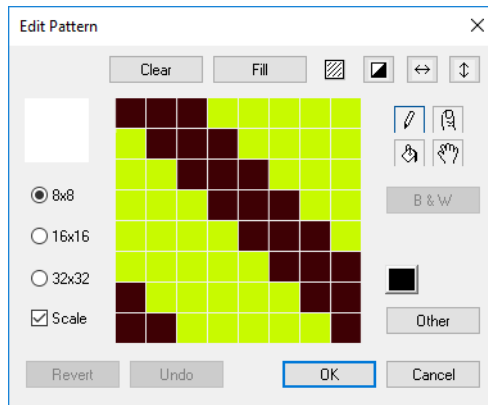 Edit Pattern
Clear
Fill
8x8
16x16
32x32
Scale
B & W
Other
Revert
Undo
OK
Cancel